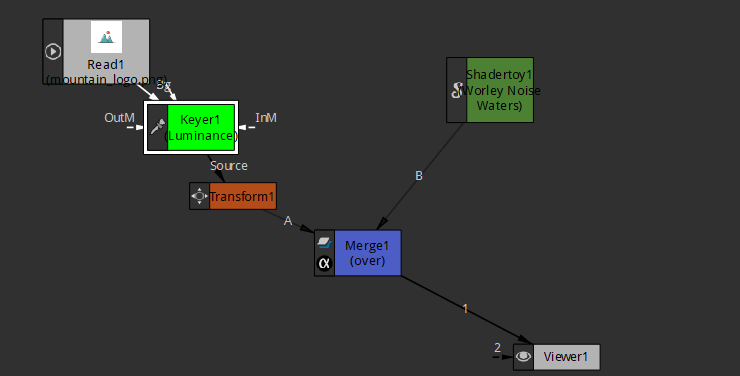 Read1
(mountain_logo.png)
Bg
OutM
Keyer1
(Luminance)
InM
Source
Transform1
A
B
Shadertoy1
(Worley Noise
Waters)
Merge1
(over)
α
1
2
Viewer1